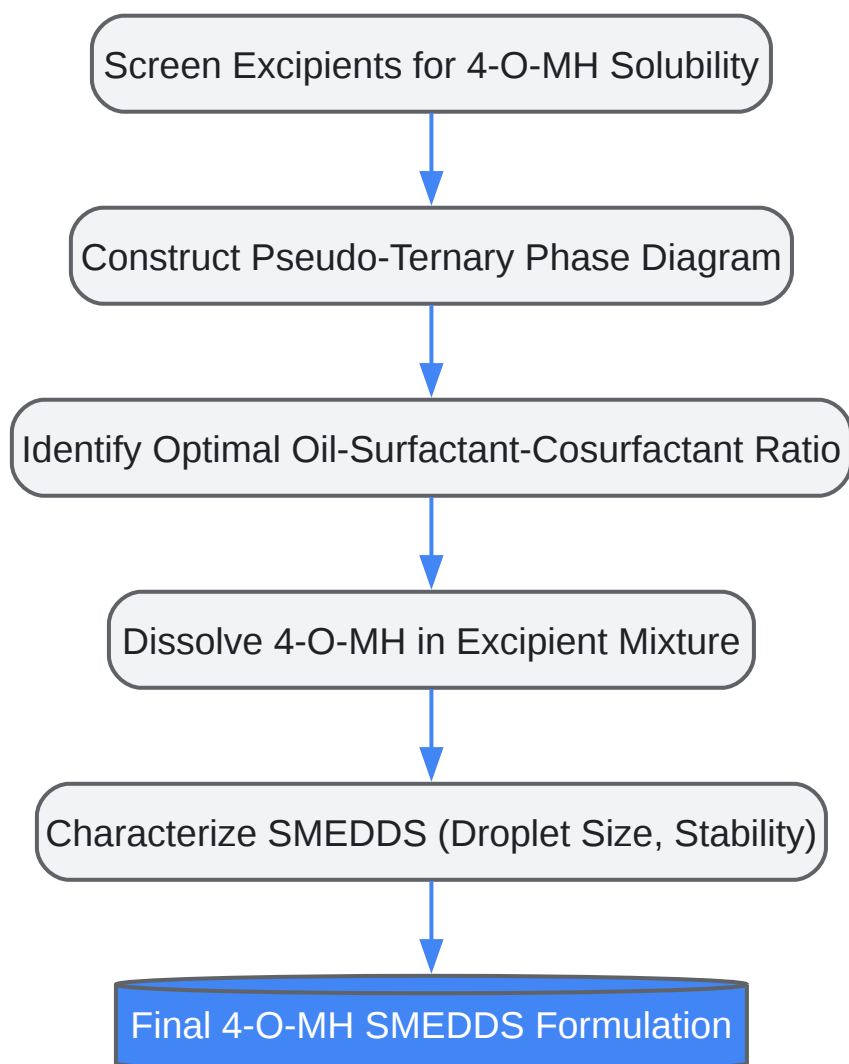 Screen Excipients for 4-O-MH Solubility
Construct Pseudo-Ternary Phase Diagram
Identify Optimal Oil-Surfactant-Cosurfactant Ratio
Dissolve 4-O-MH in Excipient Mixture
Characterize SMEDDS (Droplet Size, Stability)
Final 4-O-MH SMEDDS Formulation